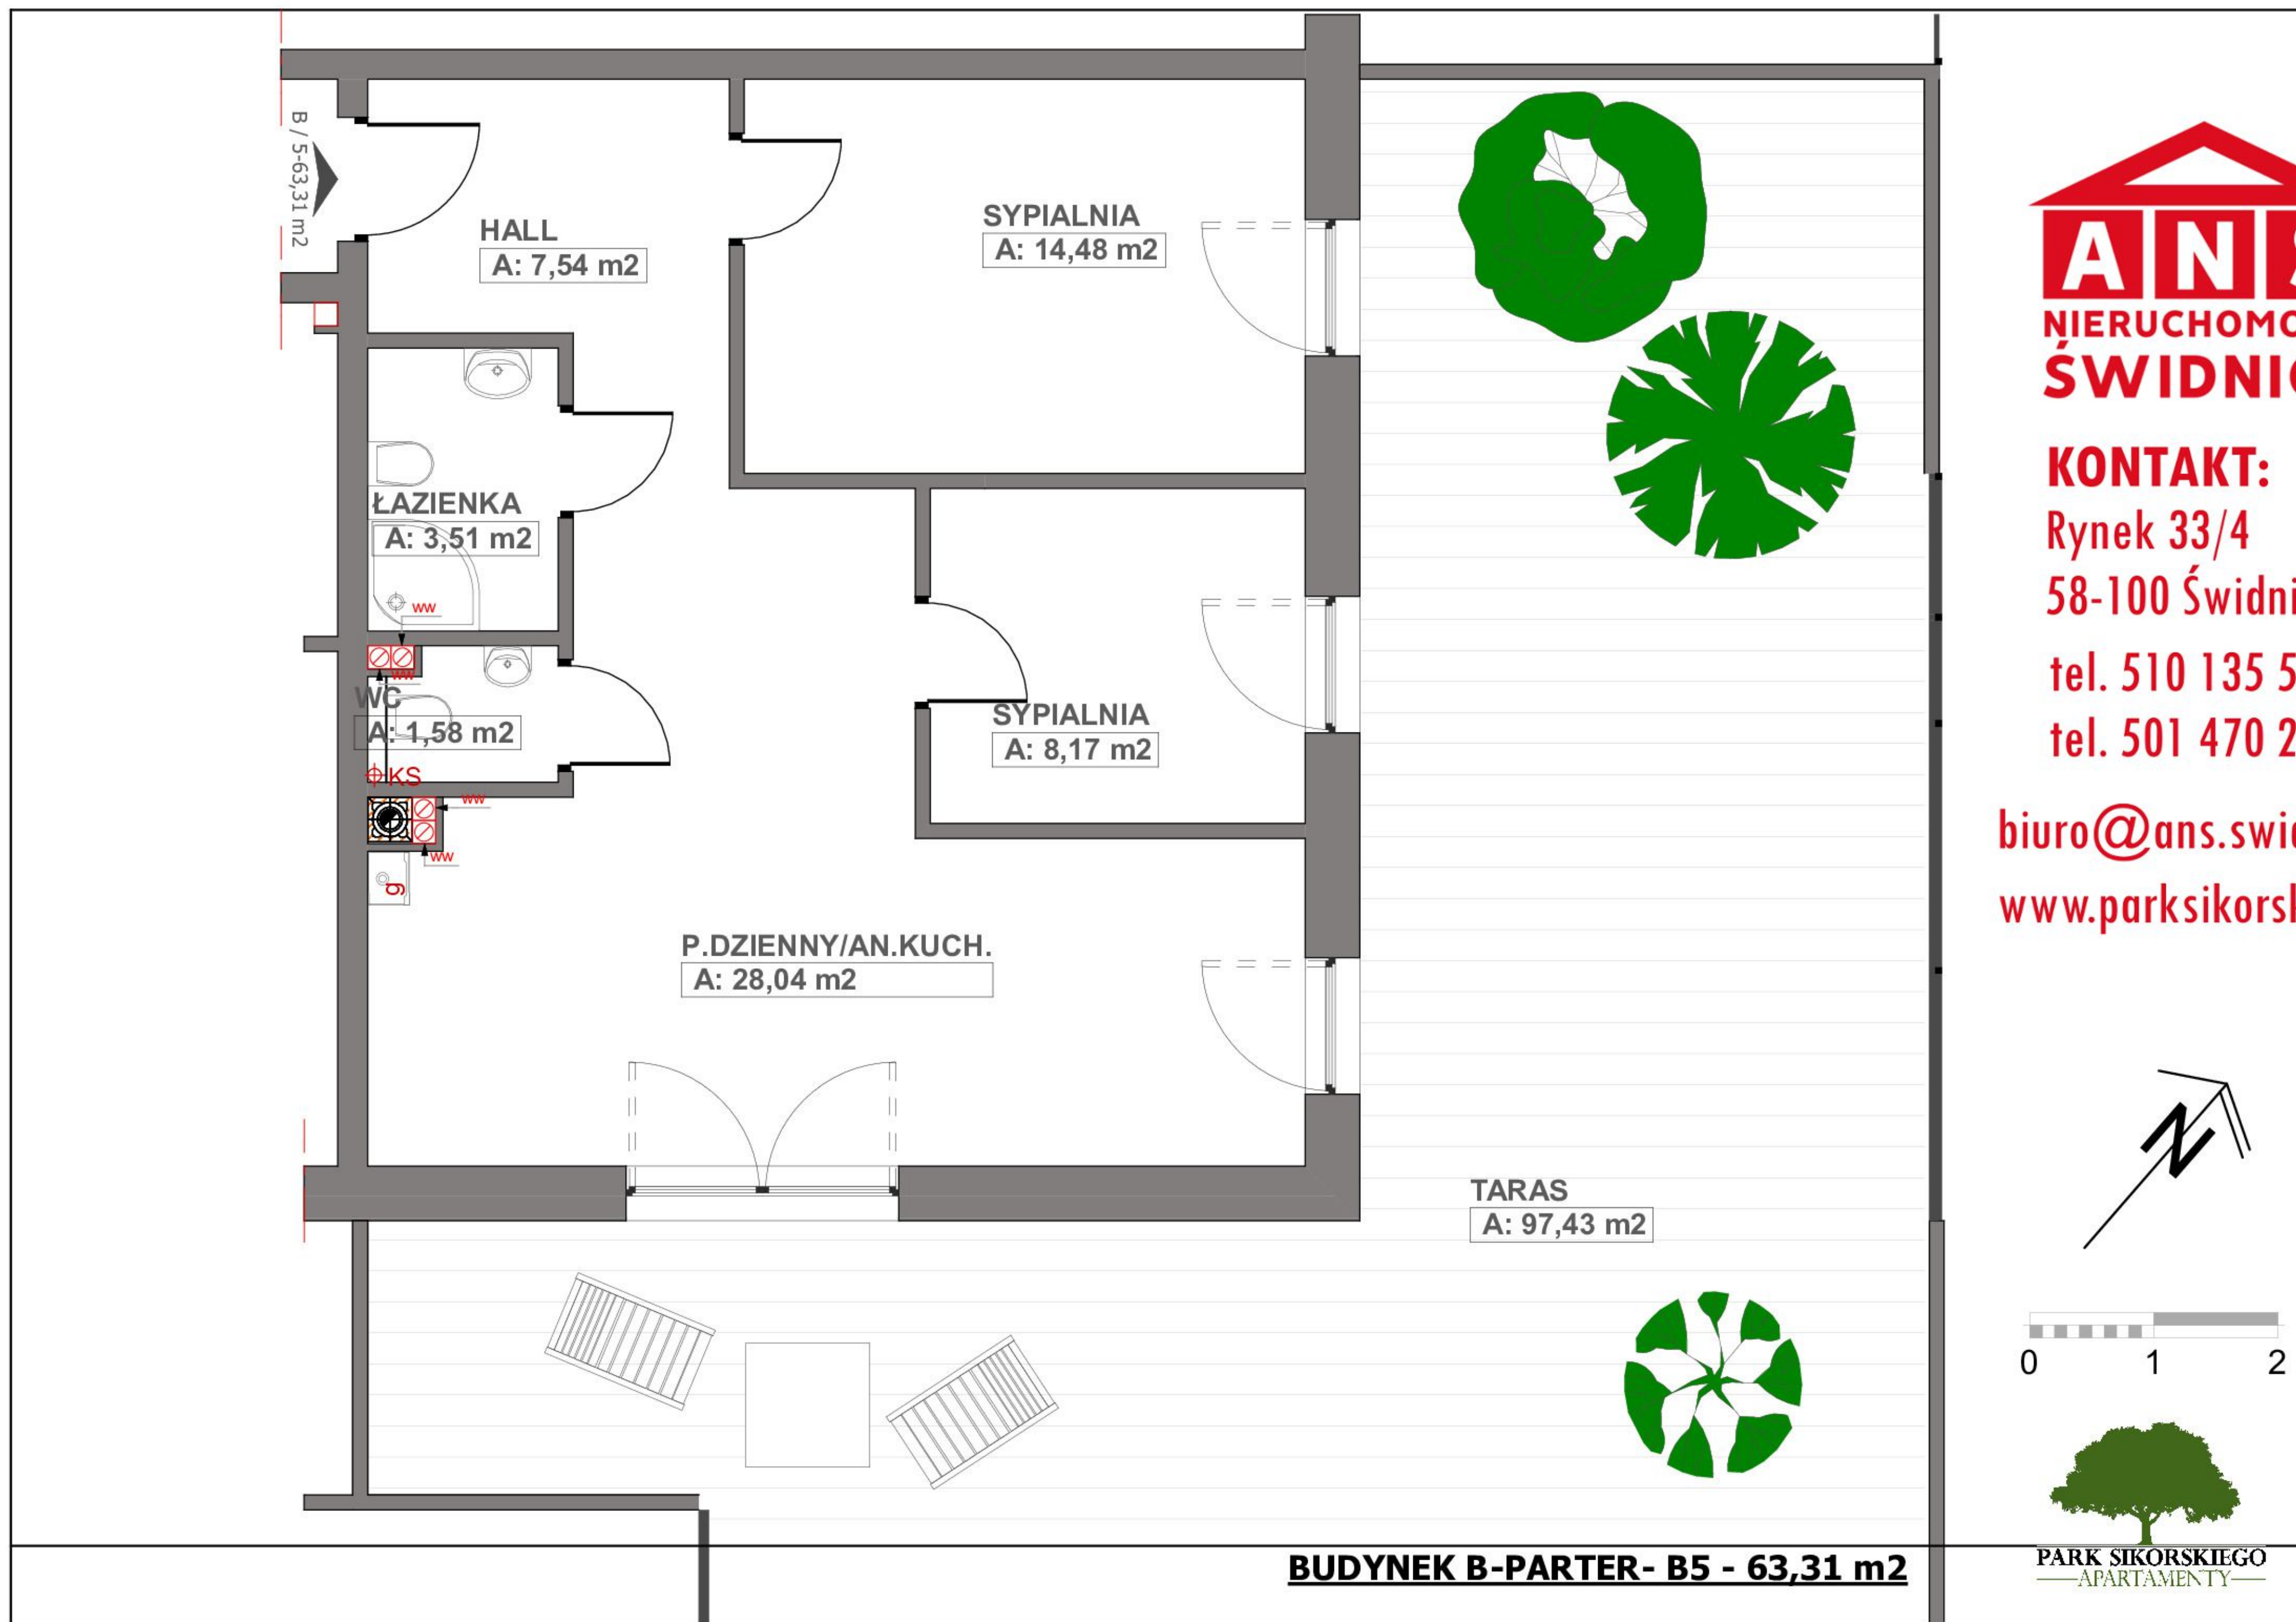 B / 5-63,31 m2
HALL
A: 7,54 m2
SYPIALNIA
A: 14,48 m2
ŁAZIENKA
A: 3,51 m2
ww
ww
WC
A: 1,58 m2
KS
ww
ww
g
SYPIALNIA
A: 8,17 m2
P.DZIENNY/AN.KUCH.
A: 28,04 m2
TARAS
A: 97,43 m2
BUDYNEK B-PARTER- B5 - 63,31 m2
AN
NIERUCHOMO
ŚWIDNI
KONTAKT:
Rynek 33/4
58-100 Świdni
tel. 510 135 5
tel. 501 470 2
biuro@ans.swi
www.parksikors
N
0 1 2
PARK SIKORSKIEGO
APARTAMENTY